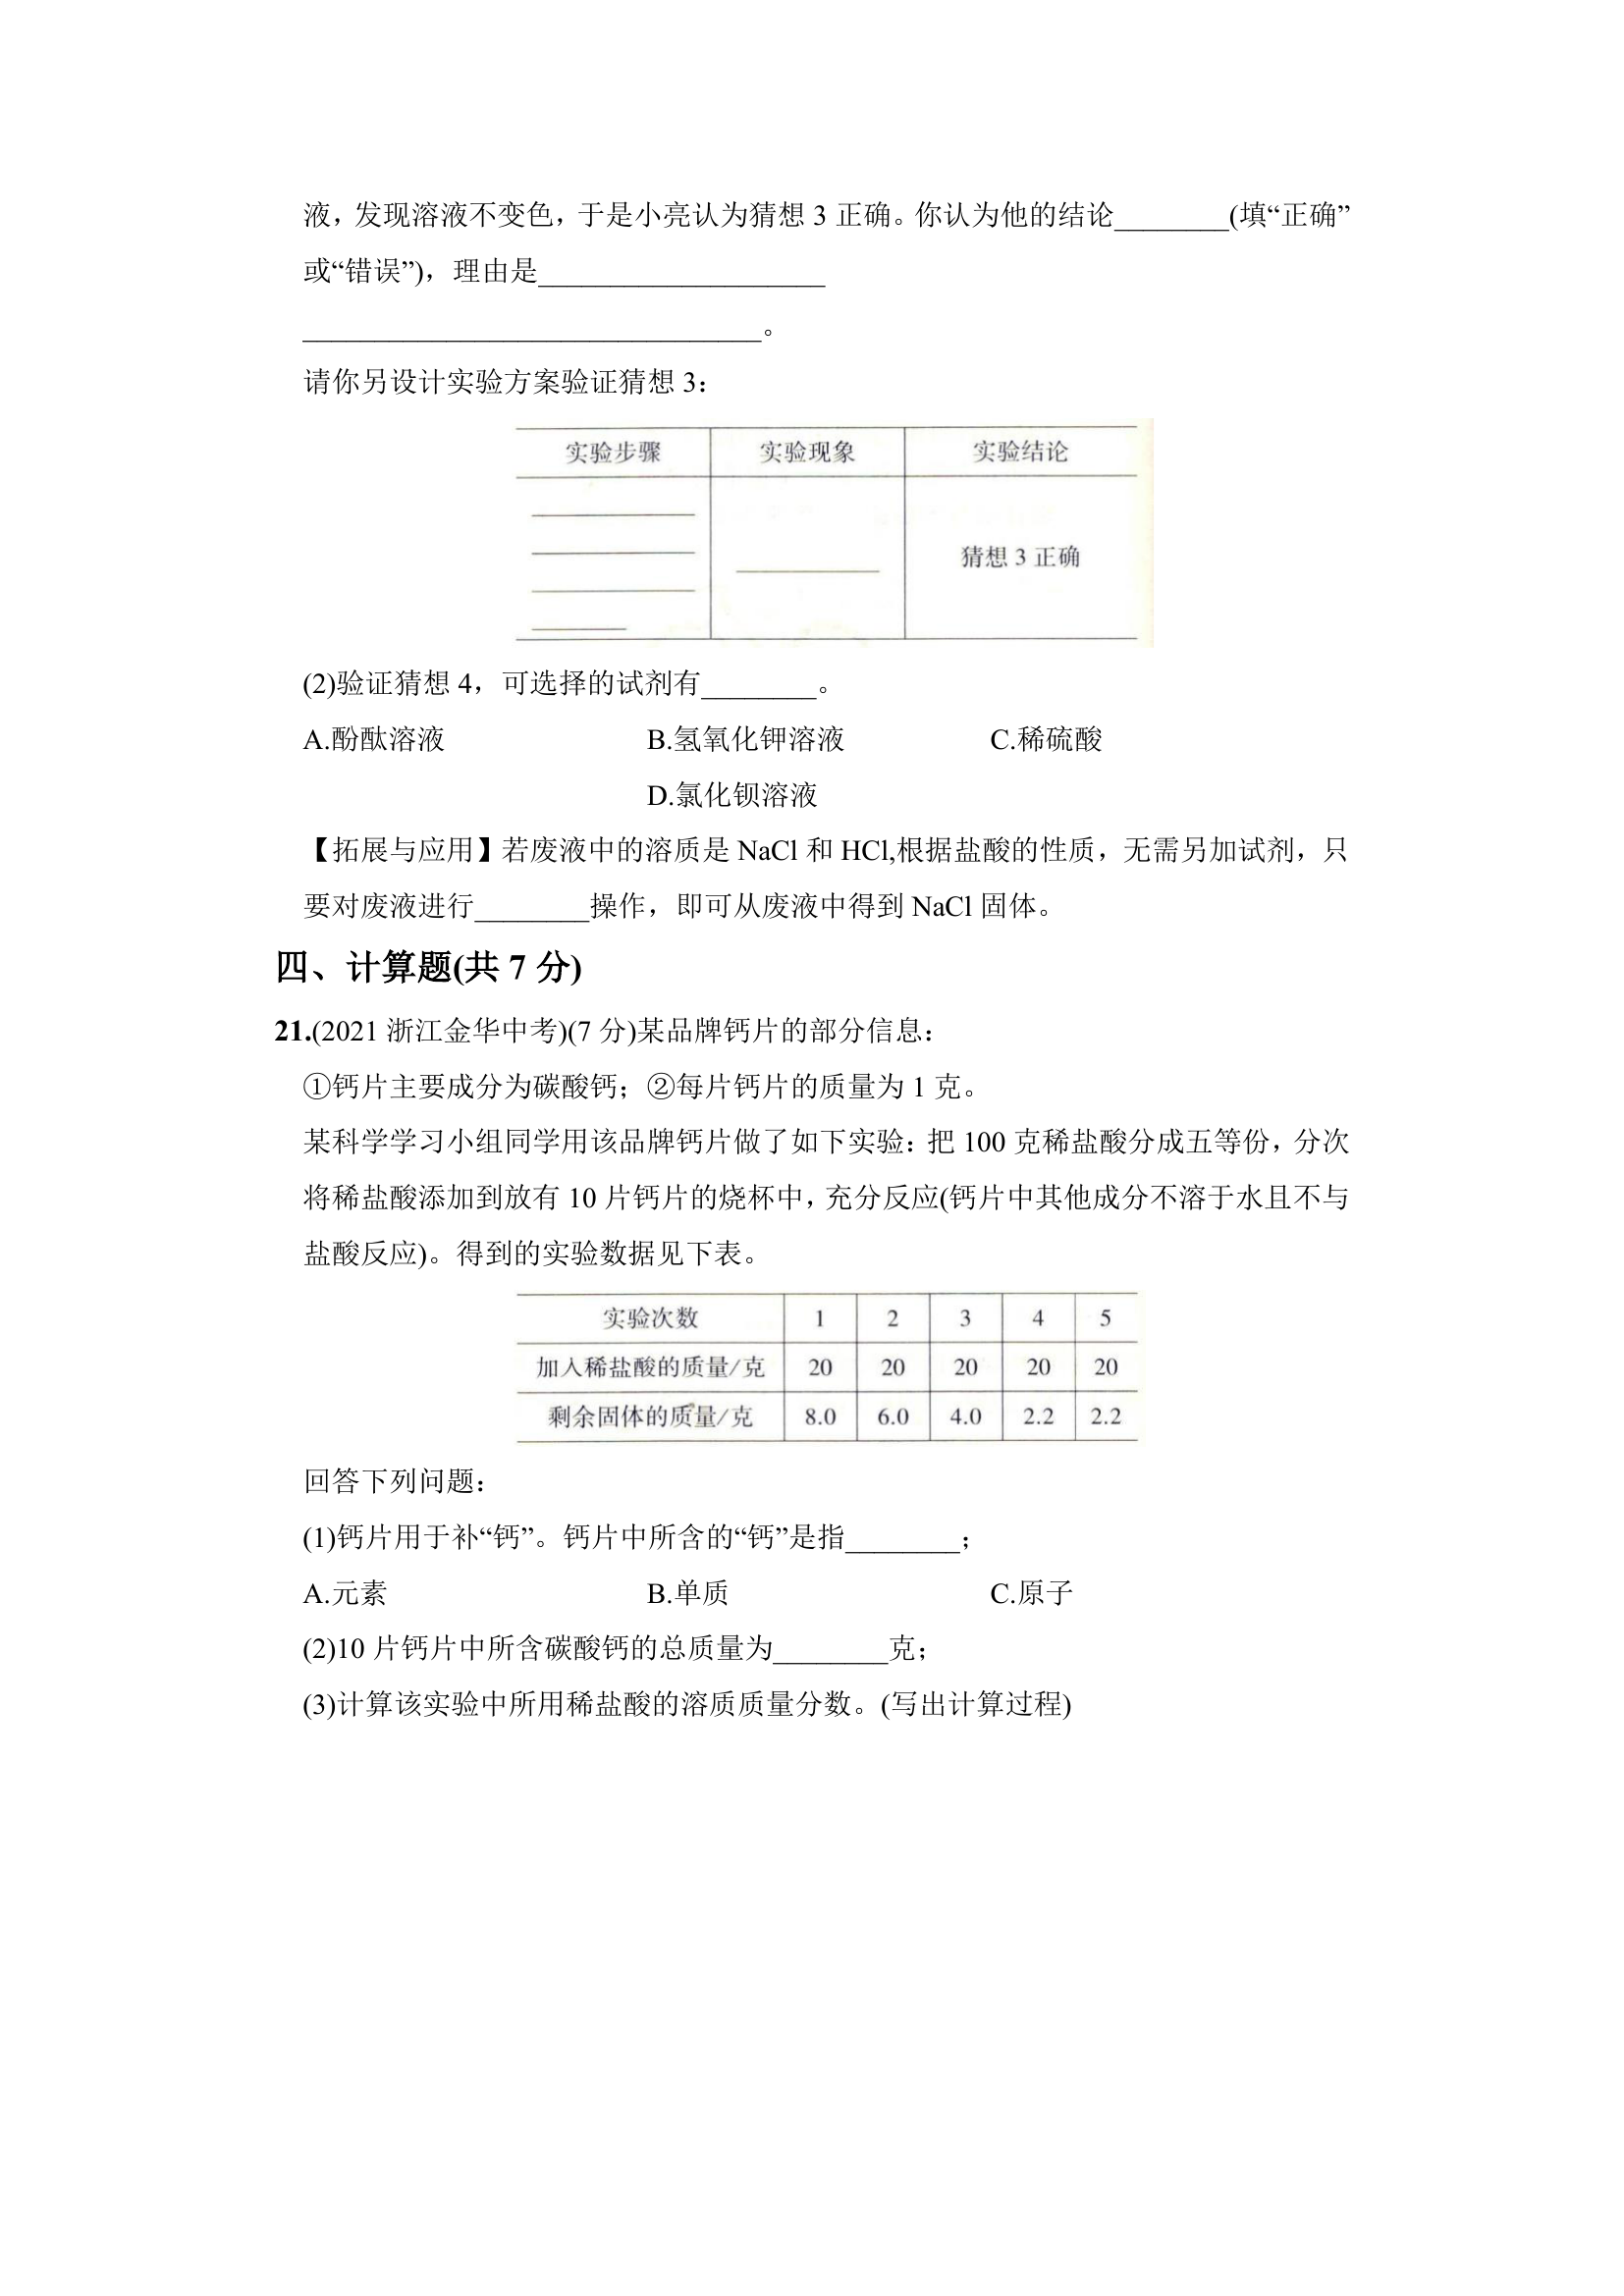 液，发现溶液不变色，于是小亮认为猜想 3 正确。你认为他的结论________(填“正确”
或“错误”)，理由是____________________
________________________________。
请你另设计实验方案验证猜想 3：
实验步骤 实验现象 实验结论
猜想 3 正确
(2)验证猜想 4，可选择的试剂有________。
A.酚酞溶液 B.氢氧化钾溶液 C.稀硫酸
D.氯化钡溶液
【拓展与应用】若废液中的溶质是 NaCl 和 HCl,根据盐酸的性质，无需另加试剂，只
要对废液进行________操作，即可从废液中得到 NaCl 固体。
四、计算题(共 7 分)
21.(2021 浙江金华中考)(7 分)某品牌钙片的部分信息：
①钙片主要成分为碳酸钙；②每片钙片的质量为 1 克。
某科学学习小组同学用该品牌钙片做了如下实验：把 100 克稀盐酸分成五等份，分次
将稀盐酸添加到放有 10 片钙片的烧杯中，充分反应(钙片中其他成分不溶于水且不与
盐酸反应)。得到的实验数据见下表。
实验次数 1 2 3 4 5
加入稀盐酸的质量/克 20 20 20 20 20
剩余固体的质量/克 8.0 6.0 4.0 2.2 2.2
回答下列问题：
(1)钙片用于补“钙”。钙片中所含的“钙”是指________；
A.元素 B.单质 C.原子
(2)10 片钙片中所含碳酸钙的总质量为________克；
(3)计算该实验中所用稀盐酸的溶质质量分数。(写出计算过程)